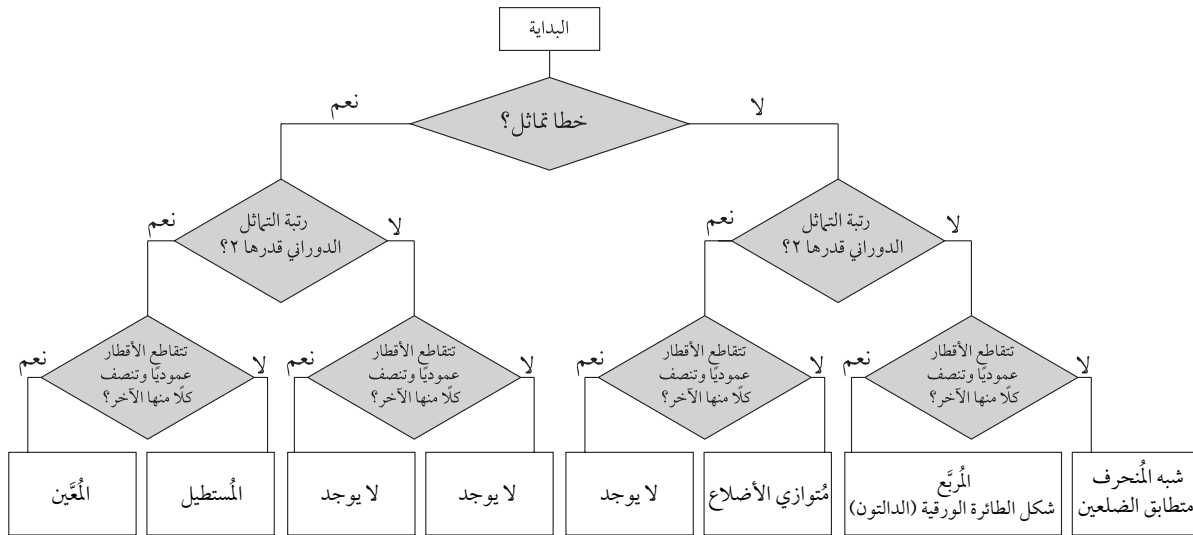 البداية
خطا تماثل؟
نعم
لا
رتبة التماثل
الدوراني قدرها ٢؟
نعم
لا
رتبة التماثل
الدوراني قدرها ٢؟
نعم
لا
تتقاطع الأقطار
عموديًا وتنصف
كلًا منها الآخر؟
نعم
لا
تتقاطع الأقطار
عموديًا وتنصف
كلًا منها الآخر؟
نعم
لا
تتقاطع الأقطار
عموديًا وتنصف
كلًا منها الآخر؟
نعم
لا
تتقاطع الأقطار
عموديًا وتنصف
كلًا منها الآخر؟
نعم
لا
شبه المُنحرف
متطابق الضلعين
المُربَّع
شكل الطائرة الورقية (الدالتون)
مُتوازي الأضلاع
لا يوجد
لا يوجد
لا يوجد
المُستطيل
المُعَّين